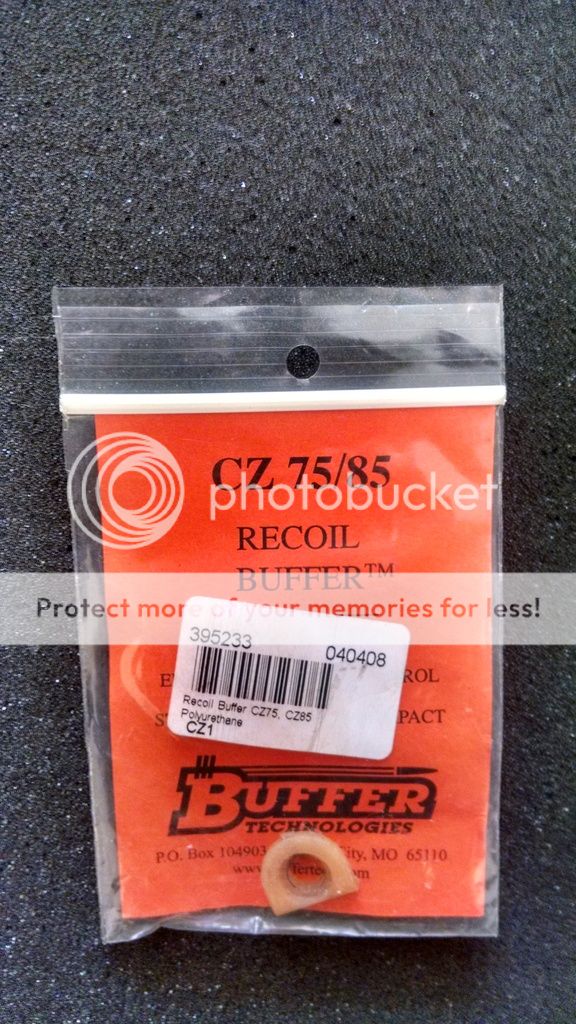 CZ 75/85
photobucket
RECOIL
BUFFER™
Protect more of your memories for less!
395233
040408
Recoil Buffer CZ75, CZ85
Polyurethane
CZ1
BUFFER
TECHNOLOGIES
P.O. Box 104903 City, MO 65110